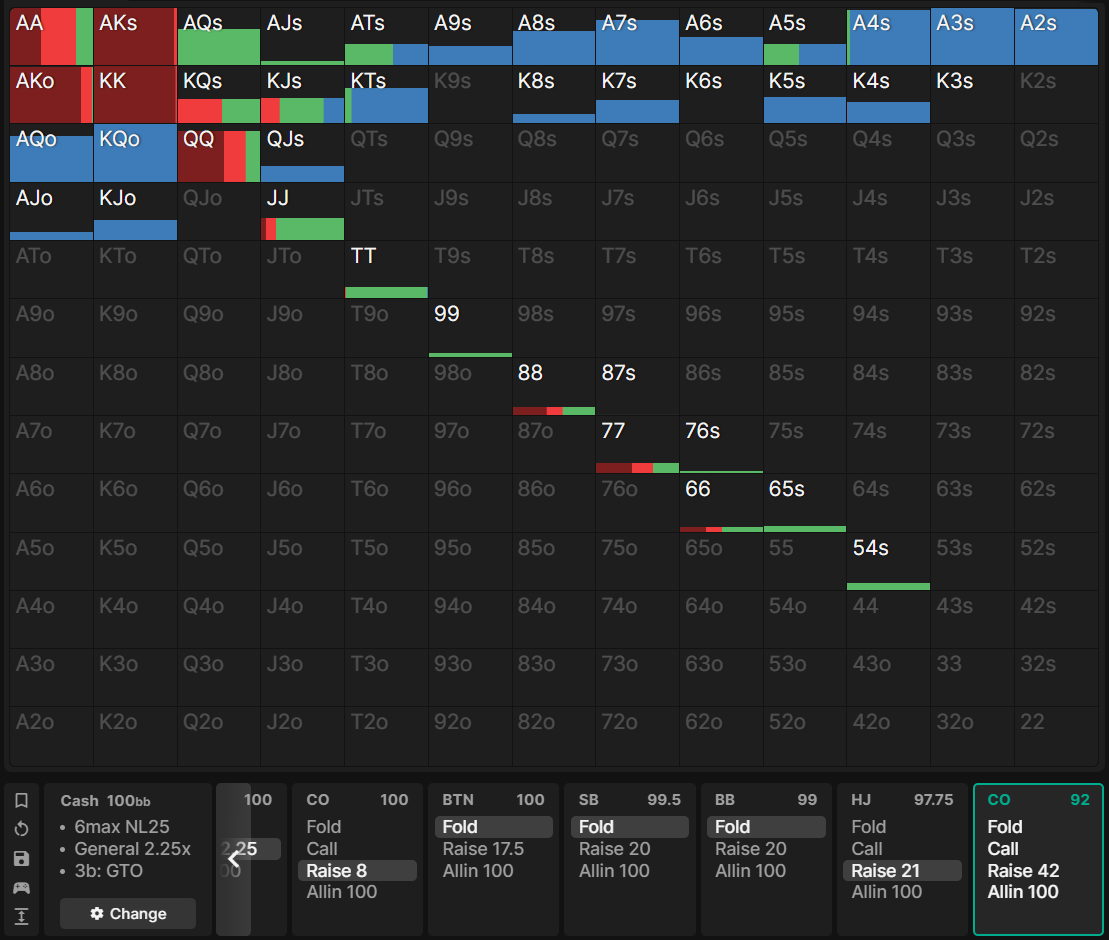 AA AKs AQs AJs ATs A9s A8s A7s A6s A5s A4s A3s A2s
AKo KK KQs KJs KTs K9s K8s K7s K6s K5s K4s K3s K2s
AQo KQo QQ QJs QTs Q9s Q8s Q7s Q6s Q5s Q4s Q3s Q2s
AJo KJo QJo JJ JTs J9s J8s J7s J6s J5s J4s J3s J2s
ATo KTo QTo JTo TT T9s T8s T7s T6s T5s T4s T3s T2s
A9o K9o Q9o J9o T9o 99 98s 97s 96s 95s 94s 93s 92s
A8o K8o Q8o J8o T8o 98o 88 87s 86s 85s 84s 83s 82s
A7o K7o Q7o J7o T7o 97o 87o 77 76s 75s 74s 73s 72s
A6o K6o Q6o J6o T6o 96o 86o 76o 66 65s 64s 63s 62s
A5o K5o Q5o J5o T5o 95o 85o 75o 65o 55 54s 53s 52s
A4o K4o Q4o J4o T4o 94o 84o 74o 64o 54o 44 43s 42s
A3o K3o Q3o J3o T3o 93o 83o 73o 63o 53o 43o 33 32s
A2o K2o Q2o J2o T2o 92o 82o 72o 62o 52o 42o 32o 22
Cash 100bb
• 6max NL25
• General 2.25x
• 3b: GTO
Change
100
2.25
00
CO 100
Fold
Call
Raise 8
Allin 100
BTN 100
Fold
Raise 17.5
Allin 100
SB 99.5
Fold
Raise 20
Allin 100
BB 99
Fold
Raise 20
Allin 100
HJ 97.75
Fold
Call
Raise 21
Allin 100
CO 92
Fold
Call
Raise 42
Allin 100